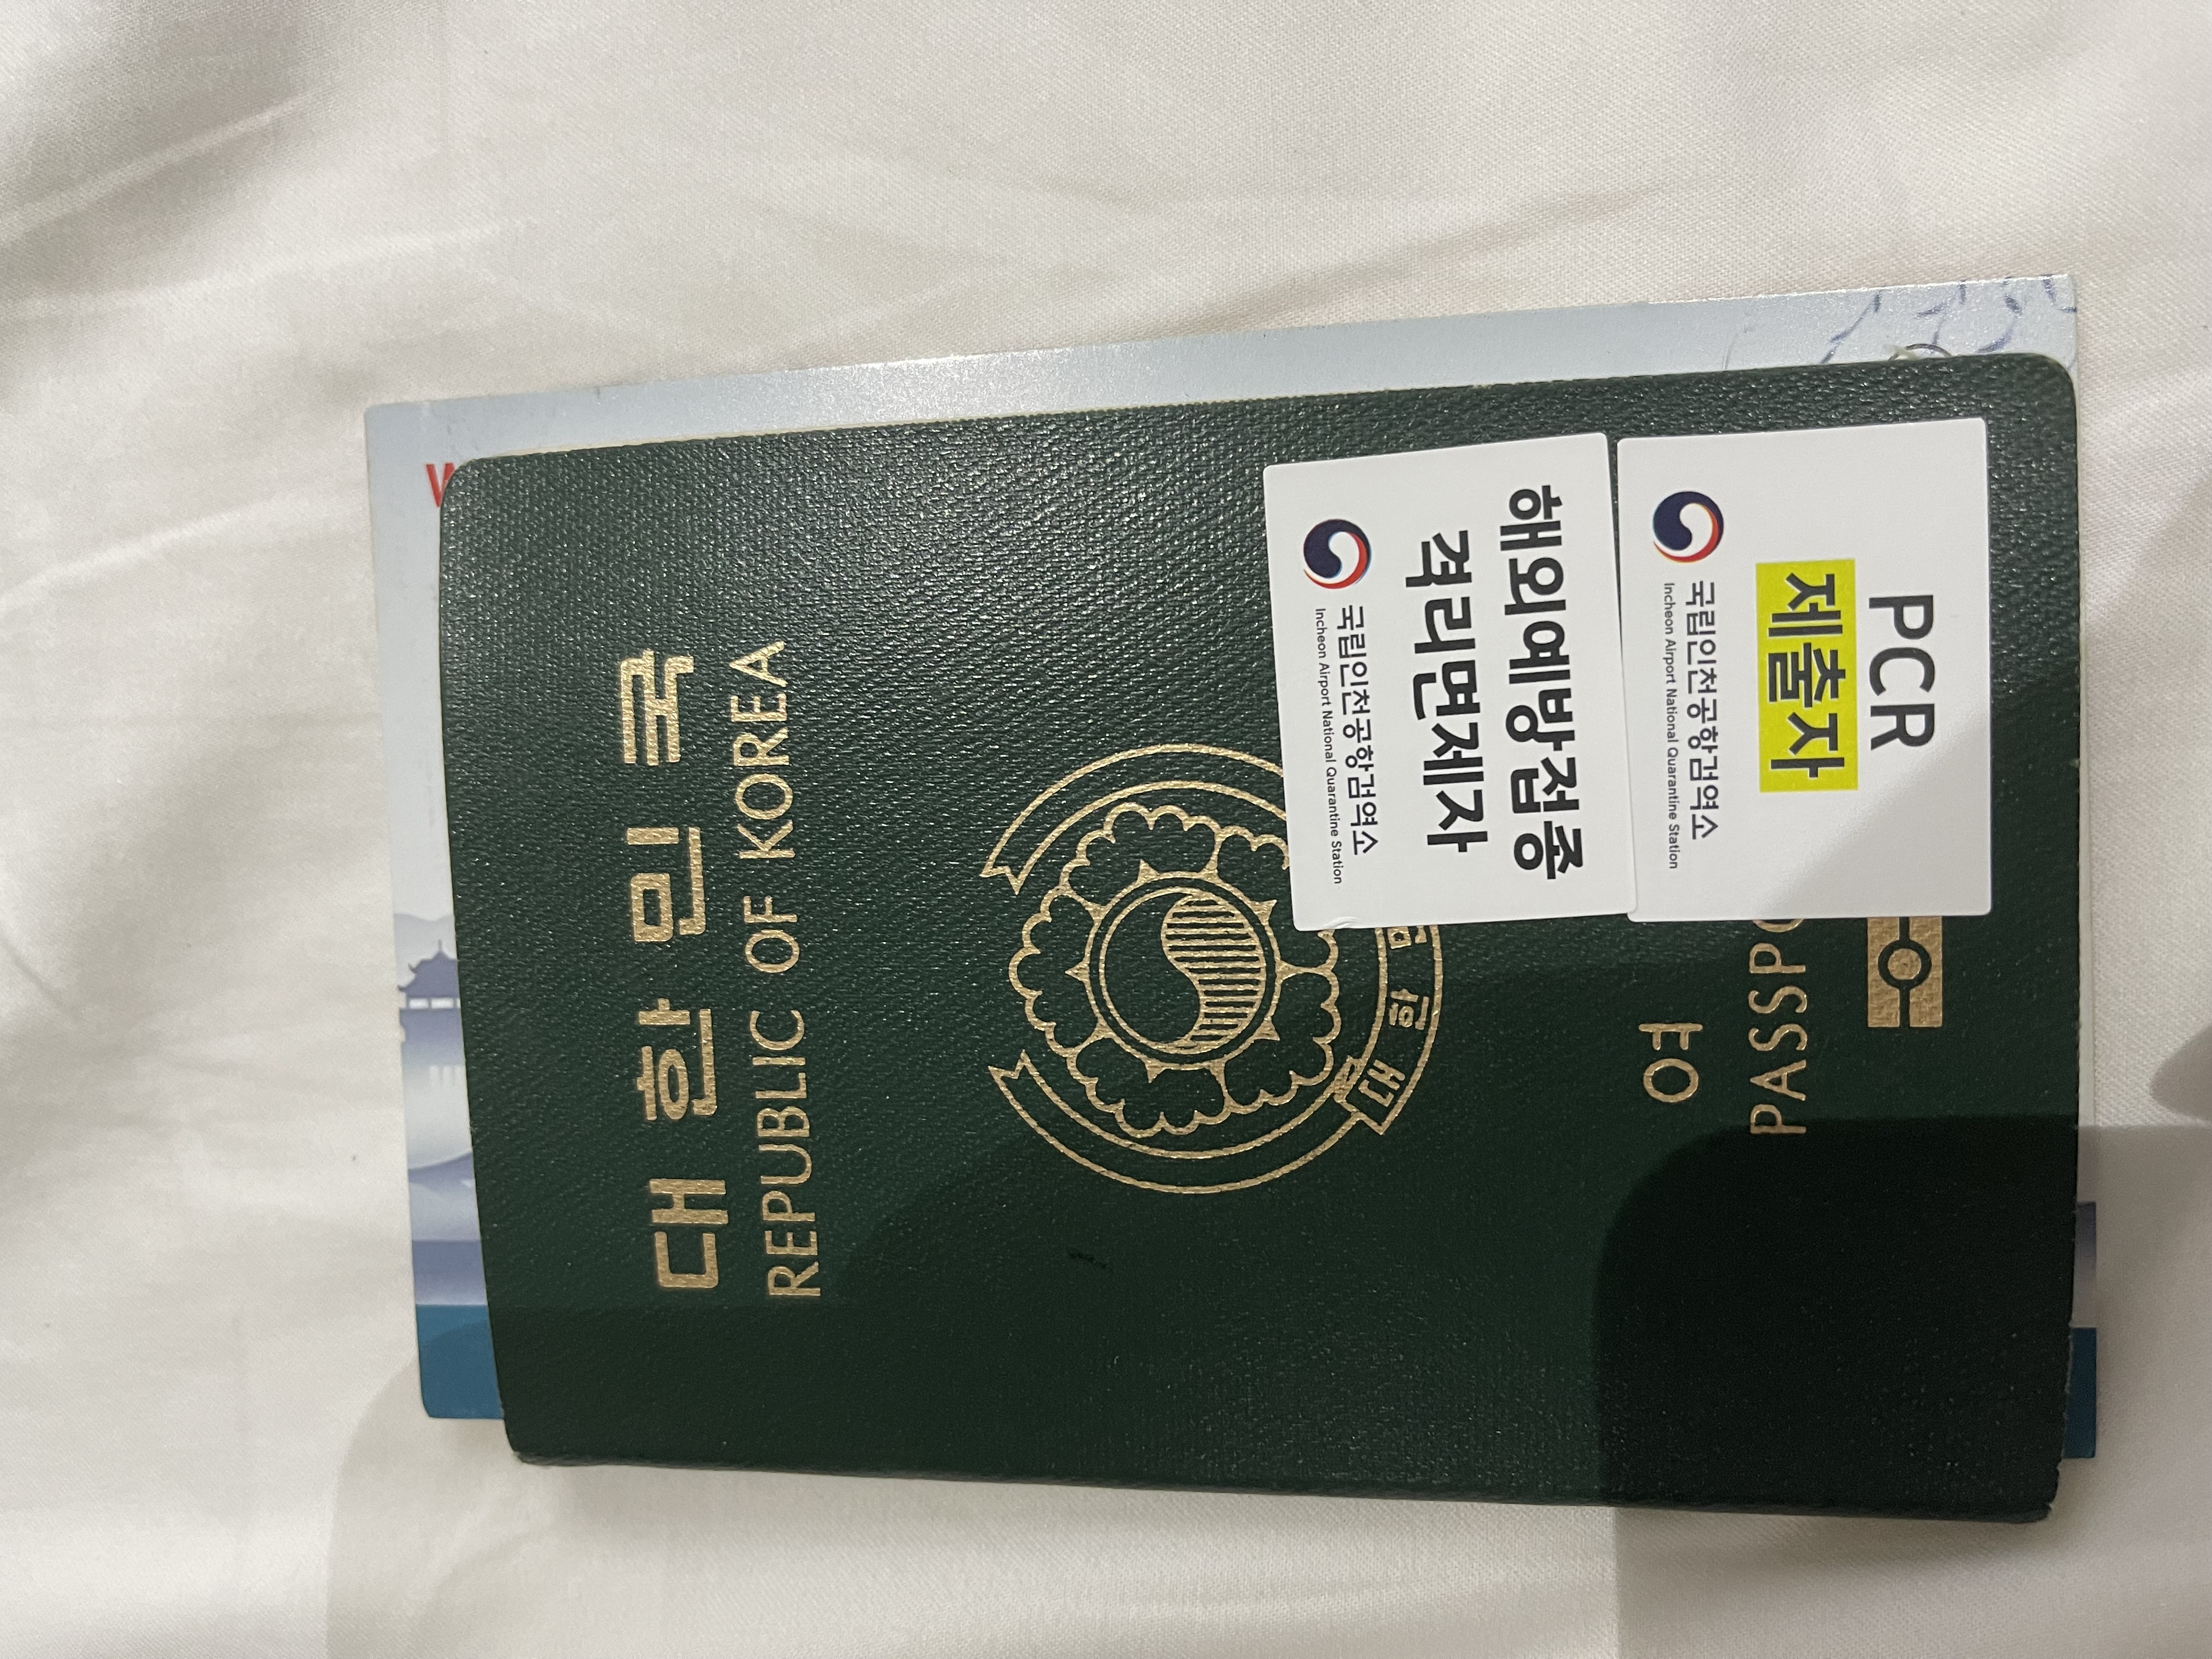 대한민국
REPUBLIC OF KOREA
대한
여
PASSPO
해외예방접종
격리면제자
국립인천공항검역소
Incheon Airport National Quarantine Station
PCR
제출자
국립인천공항검역소
Incheon Airport National Quarantine Station